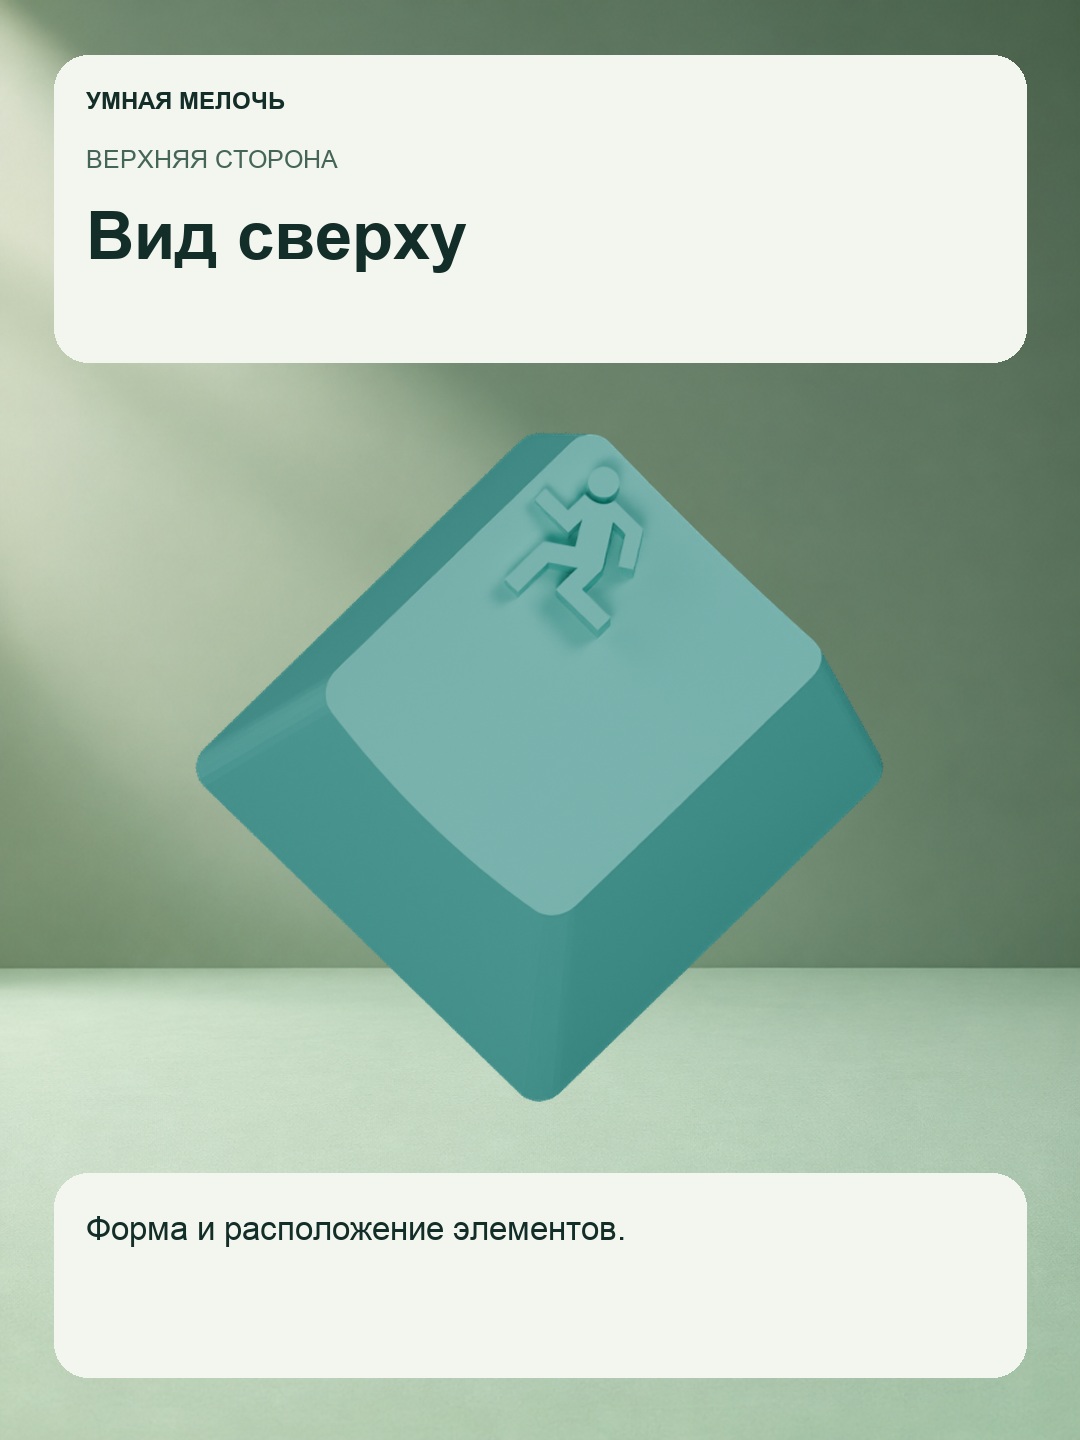 УМНАЯ МЕЛОЧЬ
ВЕРХНЯЯ СТОРОНА
Вид сверху
Форма и расположение элементов.